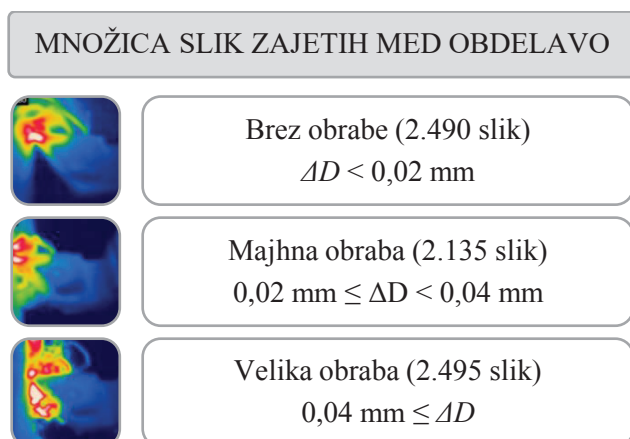 MNOŽICA SLIK ZAJETIH MED OBDELAVO
Brez obrabe (2.490 slik)
ΔD < 0,02 mm
Majhna obraba (2.135 slik)
0,02 mm ≤ ΔD < 0,04 mm
Velika obraba (2.495 slik)
0,04 mm ≤ ΔD